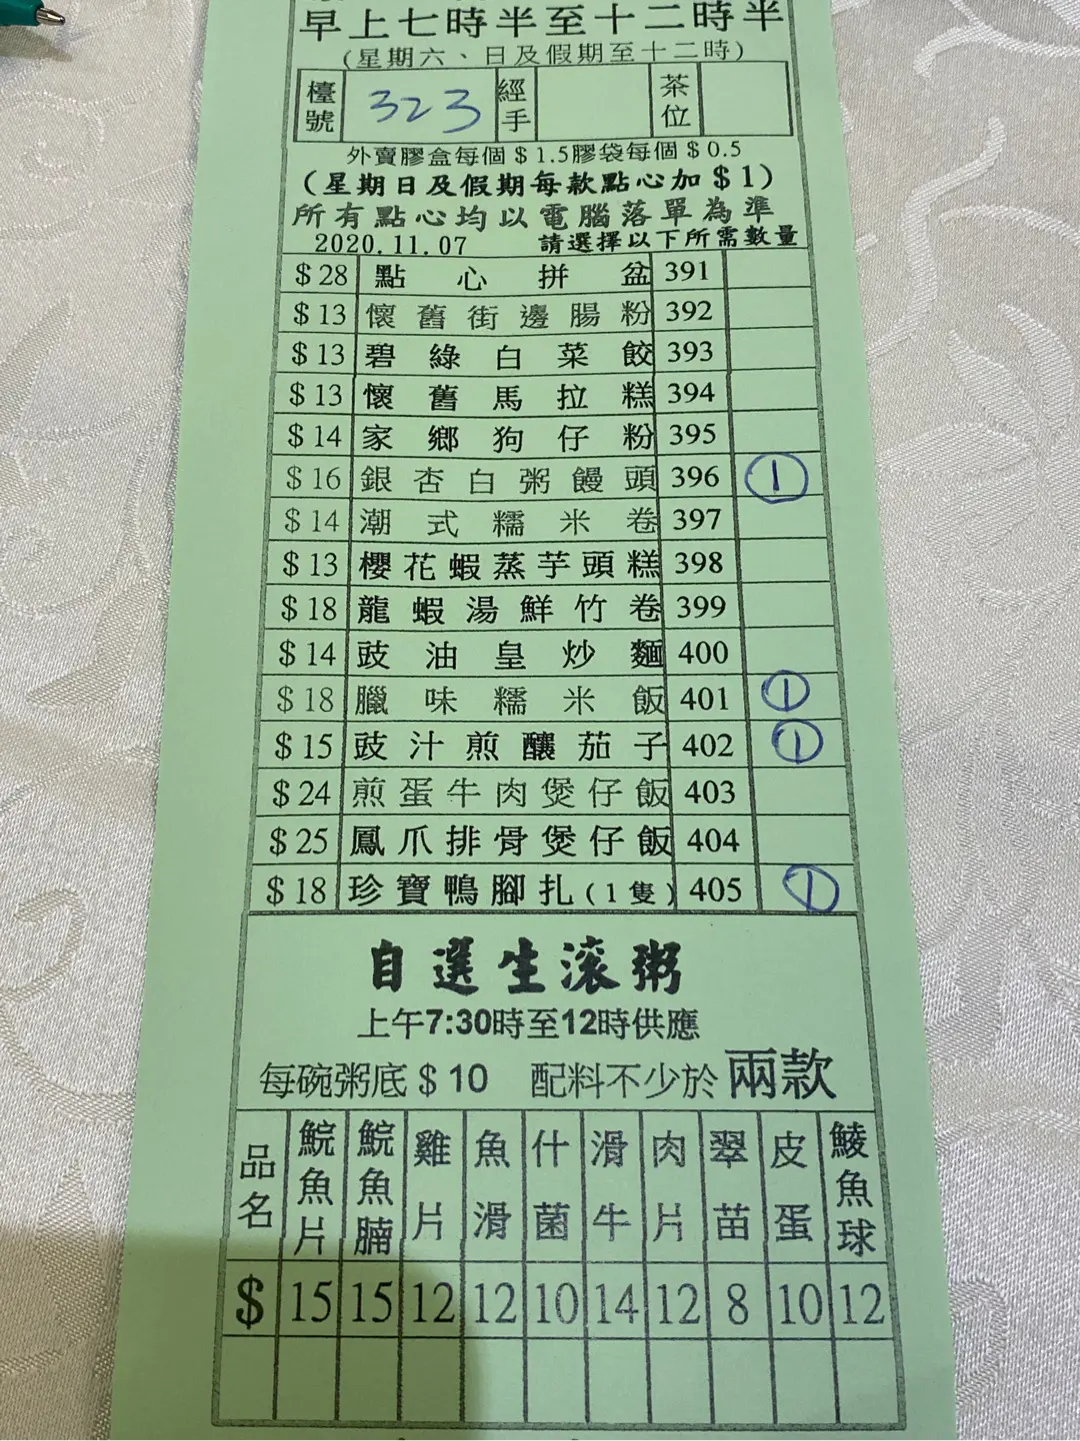 早上七時半至十二時半
(星期六、日及假期至十二時)
檯號 323 經手 茶位
外賣膠盒每個$1.5膠袋每個$0.5
(星期日及假期每款點心加$1)
所有點心均以電腦落單為準
2020.11.07 請選擇以下所需數量
$28 點心拼盆 391
$13 懷舊街邊腸粉 392
$13 碧綠白菜餃 393
$13 懷舊馬拉糕 394
$14 家鄉狗仔粉 395
$16 銀杏白粥饅頭 396 1
$14 潮式糯米卷 397
$13 櫻花蝦蒸芋頭糕 398
$18 龍蝦湯鮮竹卷 399
$14 豉油皇炒麵 400
$18 臘味糯米飯 401 1
$15 豉汁煎釀茄子 402 1
$24 煎蛋牛肉煲仔飯 403
$25 鳳爪排骨煲仔飯 404
$18 珍寶鴨腳扎(1隻) 405 1
自選生滾粥
上午7:30時至12時供應
每碗粥底$10 配料不少於兩款
品名 鯇魚片 鯇魚腩 雞片 魚滑 什菌 滑牛 肉片 翠苗 皮蛋 鯪魚球
$ 15 15 12 12 10 14 12 8 10 12